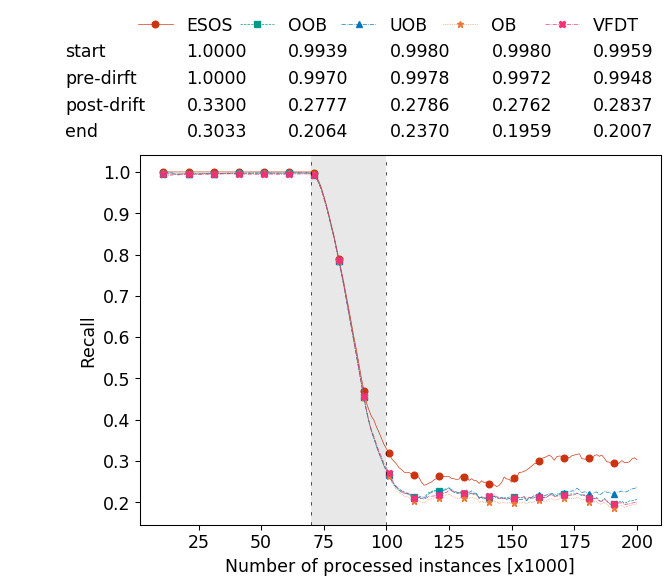 ESOS OOB UOB OB VFDT
start 1.0000 0.9939 0.9980 0.9980 0.9959
pre-dirft 1.0000 0.9970 0.9978 0.9972 0.9948
post-drift 0.3300 0.2777 0.2786 0.2762 0.2837
end 0.3033 0.2064 0.2370 0.1959 0.2007
1.0
0.9
0.8
0.7
0.6
0.5
0.4
0.3
0.2
Recall
25 50 75 100 125 150 175 200
Number of processed instances [x1000]